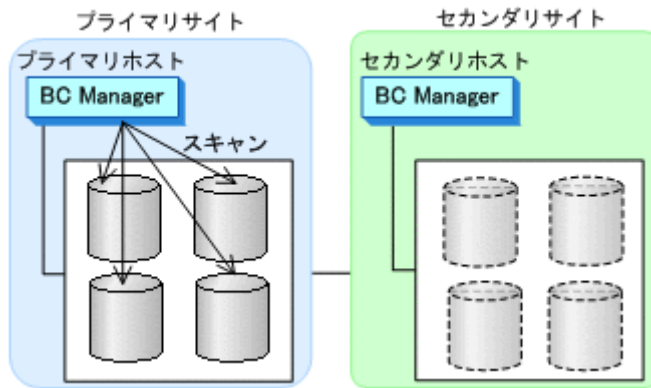 プライマリサイト
プライマリホスト
BC Manager
スキャン
セカンダリサイト
セカンダリホスト
BC Manager